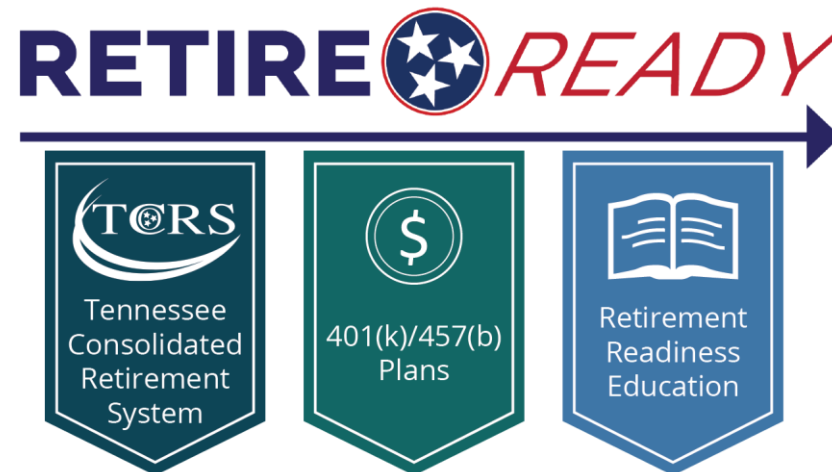 RETIRE READY
TCRS
Tennessee
Consolidated
Retirement
System
$
401(k)/457(b)
Plans
Retirement
Readiness
Education